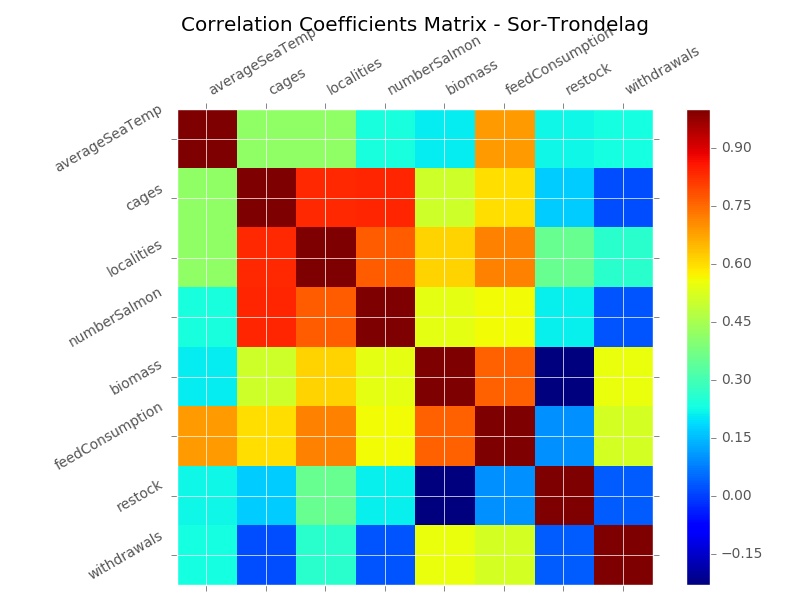 Correlation Coefficients Matrix - Sor-Trondelag
averageSeaTemp
cages
localities
numberSalmon
biomass
feedConsumption
restock
withdrawals
averageSeaTemp
cages
localities
numberSalmon
biomass
feedConsumption
restock
withdrawals
0.90
0.75
0.60
0.45
0.30
0.15
0.00
−0.15